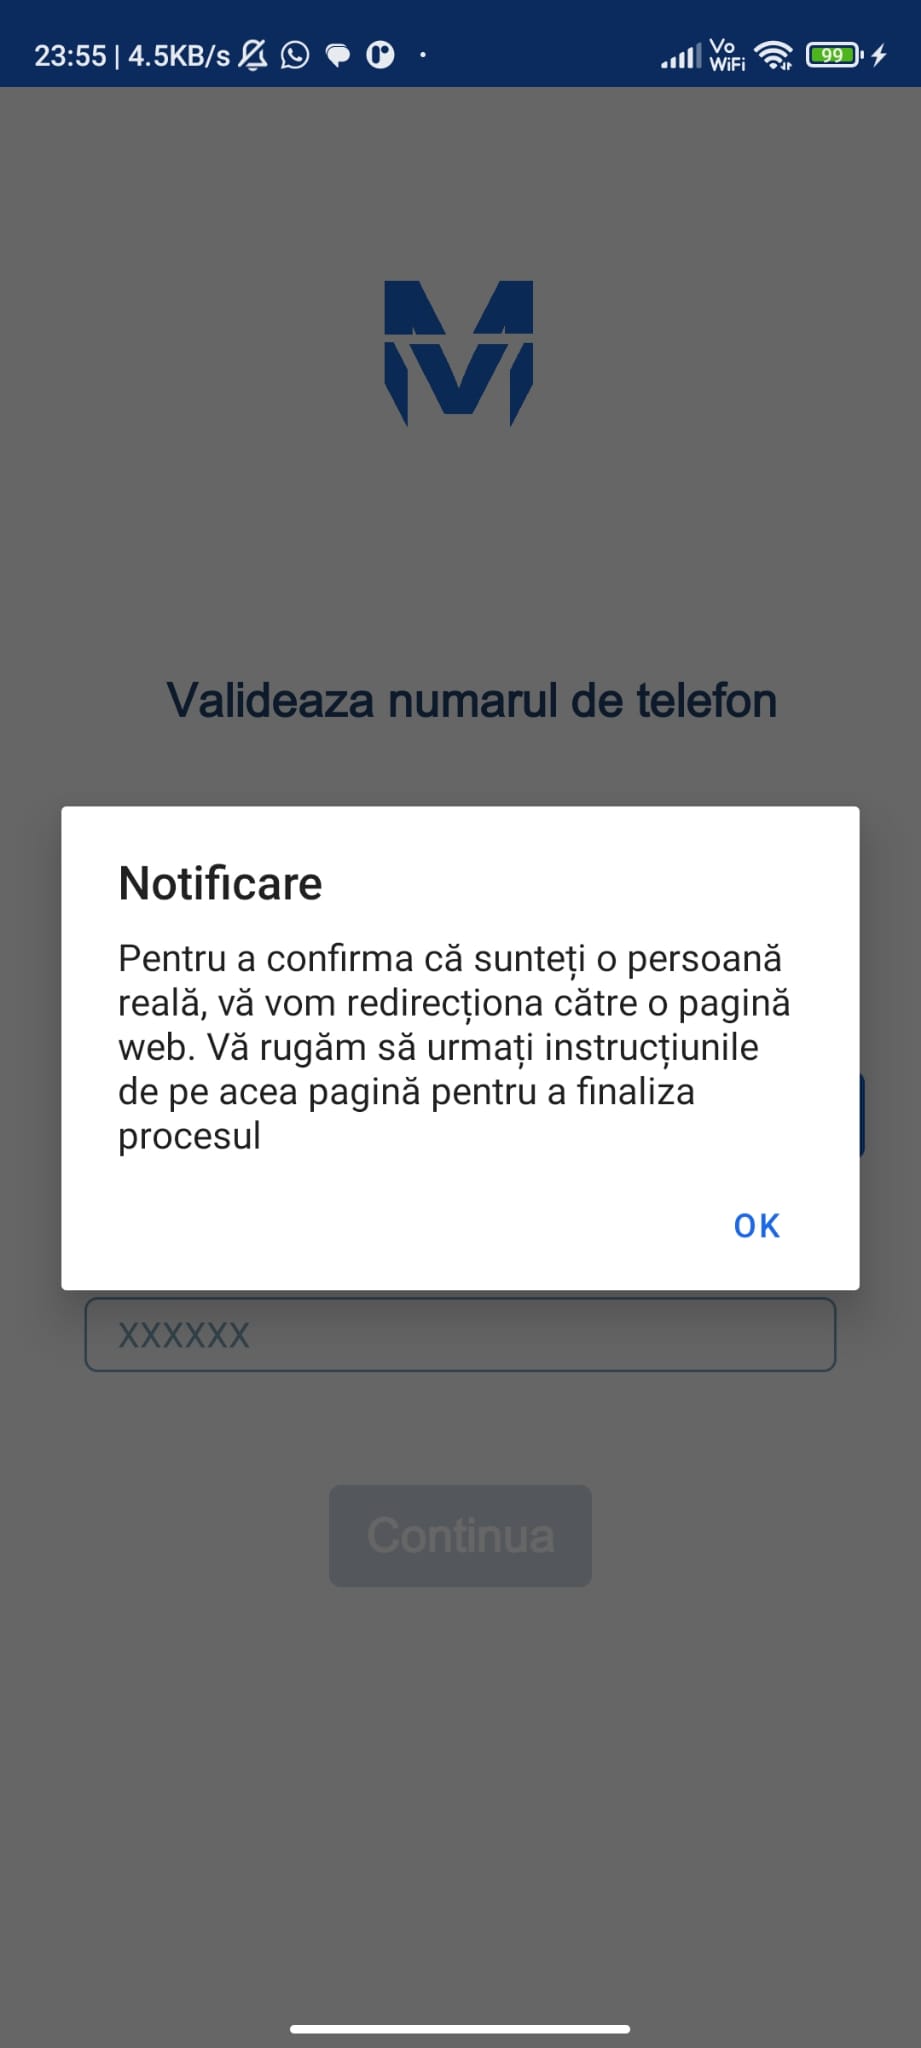 23:55 | 4.5KB/s
Vo
WiFi
99
Valideaza numarul de telefon
Notificare
Pentru a confirma că sunteți o persoană
reală, vă vom redirecționa către o pagină
web. Vă rugăm să urmați instrucțiunile
de pe acea pagină pentru a finaliza
procesul
OK
XXXXXX
Continua